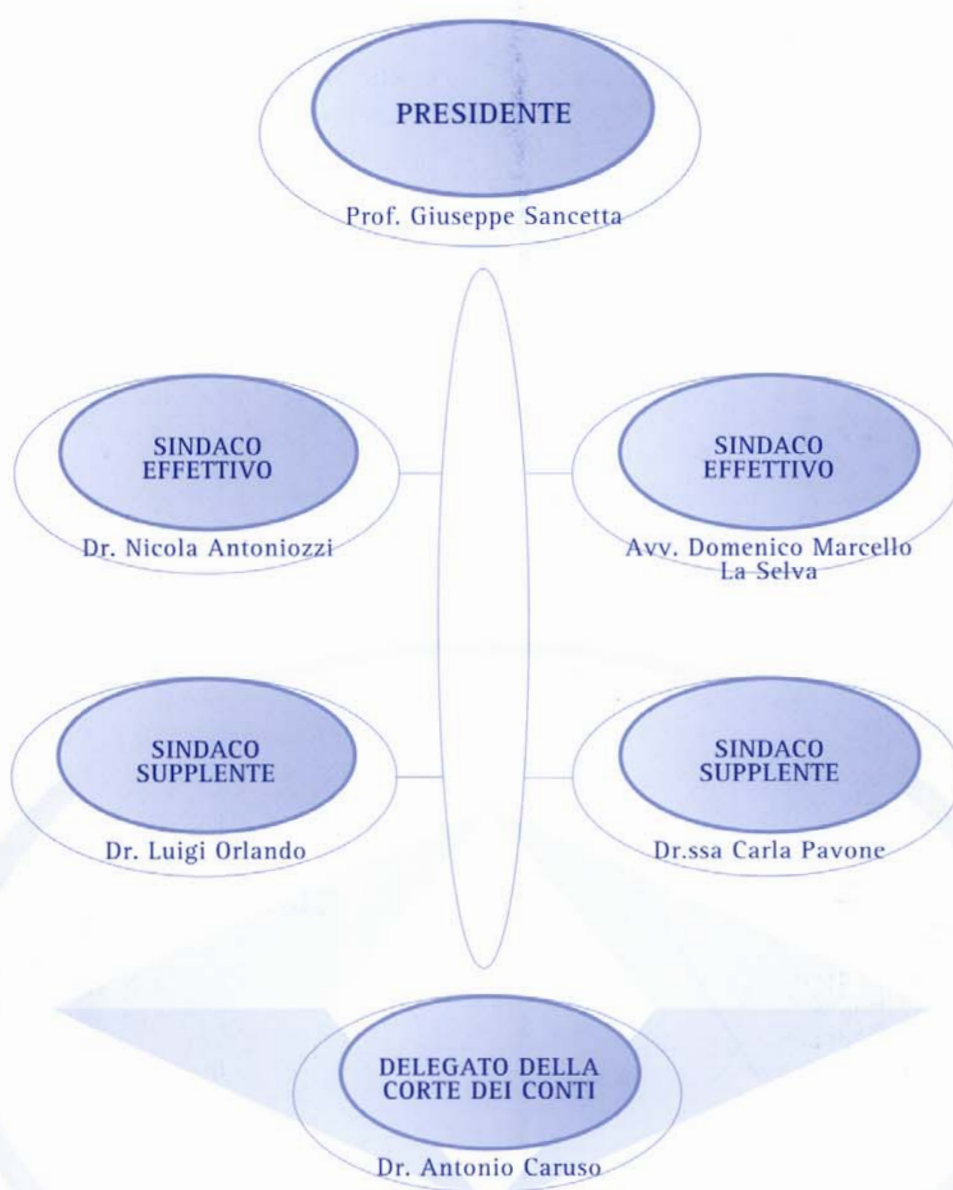 PRESIDENTE
Prof. Giuseppe Sancetta
SINDACO
EFFETTIVO
Dr. Nicola Antoniozzi
SINDACO
EFFETTIVO
Avv. Domenico Marcello
La Selva
SINDACO
SUPPLENTE
Dr. Luigi Orlando
SINDACO
SUPPLENTE
Dr.ssa Carla Pavone
DELEGATO DELLA
CORTE DEI CONTI
Dr. Antonio Caruso